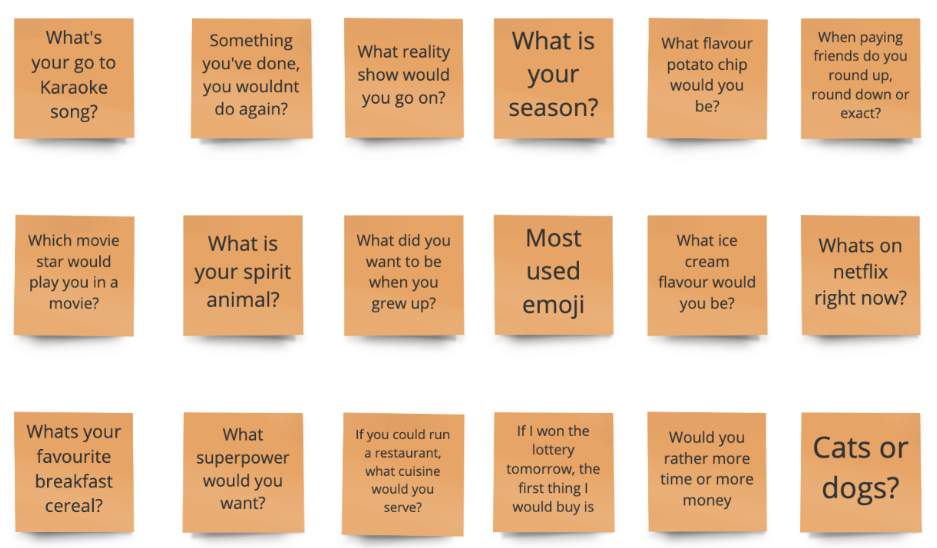 What's
your go to
Karaoke
song?
Something
you've done,
you wouldnt
do again?
What reality
show would
you go on?
What is
your
season?
What flavour
potato chip
would you
be?
When paying
friends do you
round up,
round down or
exact?
Which movie
star would
play you in a
movie?
What is
your spirit
animal?
What did you
want to be
when you
grew up?
Most
used
emoji
What ice
cream
flavour would
you be?
Whats on
netflix
right now?
Whats your
favourite
breakfast
cereal?
What
superpower
would you
want?
If you could run
a restaurant,
what cuisine
would you
serve?
If I won the
lottery
tomorrow, the
first thing I
would buy is
Would you
rather more
time or more
money
Cats or
dogs?